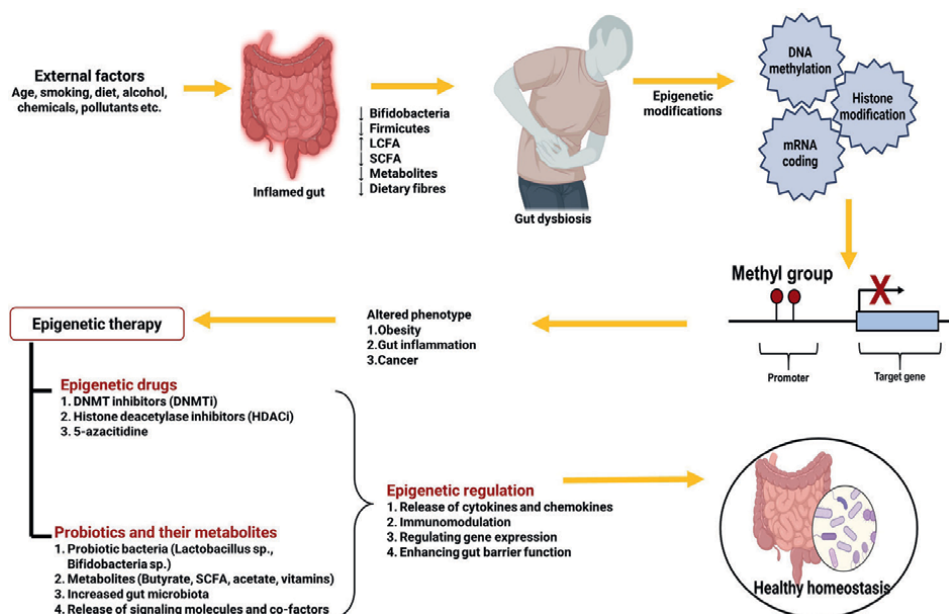 External factors
Age, smoking, diet, alcohol,
chemicals, pollutants etc.
Inflamed gut
↓ Bifidobacteria
↓ Firmicutes
↑ LCFA
↓ SCFA
↓ Metabolites
↓ Dietary fibres
Gut dysbiosis
Epigenetic
modifications
DNA
methylation
Histone
modification
mRNA
coding
Methyl group
X
Promoter
Target gene
Altered phenotype
1.Obesity
2.Gut inflammation
3.Cancer
Epigenetic therapy
Epigenetic drugs
1. DNMT inhibitors (DNMTi)
2. Histone deacetylase inhibitors (HDACi)
3. 5-azacitidine
Probiotics and their metabolites
1. Probiotic bacteria (Lactobacillus sp.,
Bifidobacteria sp.)
2. Metabolites (Butyrate, SCFA, acetate, vitamins)
3. Increased gut microbiota
4. Release of signaling molecules and co-factors
Epigenetic regulation
1. Release of cytokines and chemokines
2. Immunomodulation
3. Regulating gene expression
4. Enhancing gut barrier function
Healthy homeostasis